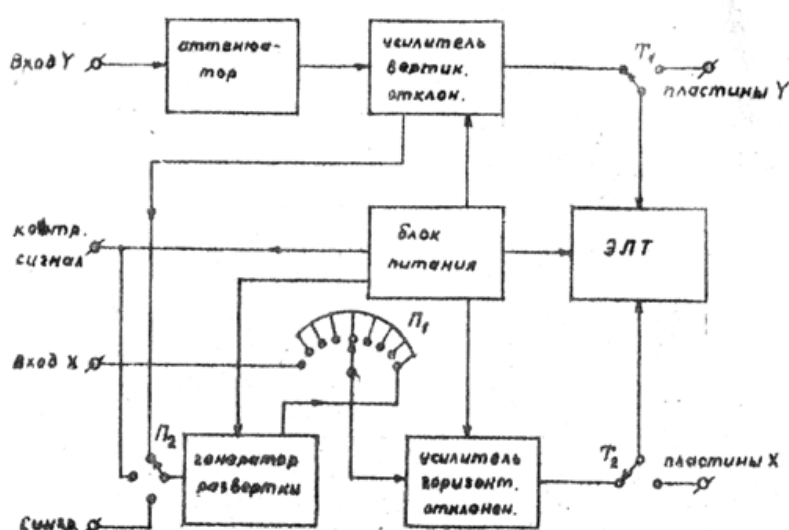 Вход Y
аттенюа-
тор
усилитель
вертик.
отклон.
T₁
пластины Y
контр.
сигнал
блок
питания
ЭЛТ
П₁
Вход X
П₂
генератор
развертки
усилитель
горизонт.
отклонен.
T₂
пластины X